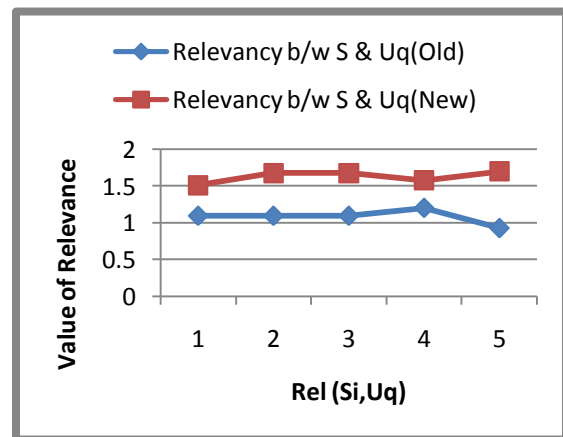 Relevancy b/w S & Uq(Old)
Relevancy b/w S & Uq(New)
Value of Relevance
2
1.5
1
0.5
0
1 2 3 4 5
Rel (Si,Uq)